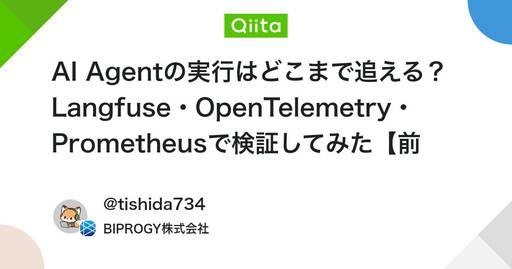 Qiita
AI Agentの実行はどこまで追える？
Langfuse・OpenTelemetry・
Prometheusで検証してみた【前
@tishida734
BIPROGY株式会社